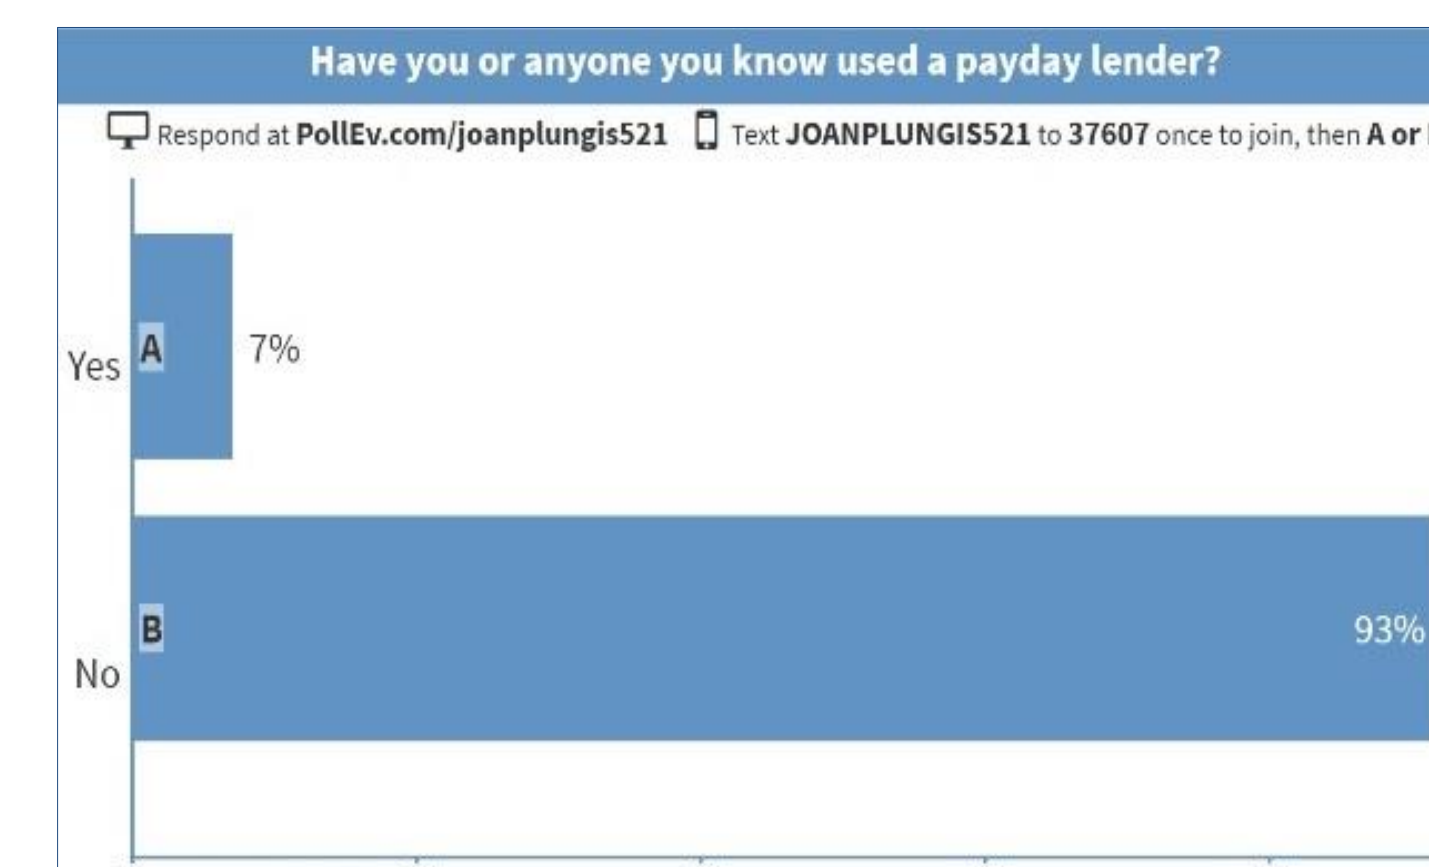 Have you or anyone you know used a payday lender?
Respond at PollEv.com/joanplungis521 Text JOANPLUNGIS521 to 37607 once to join, then A or
Yes A 7%
No B 93%